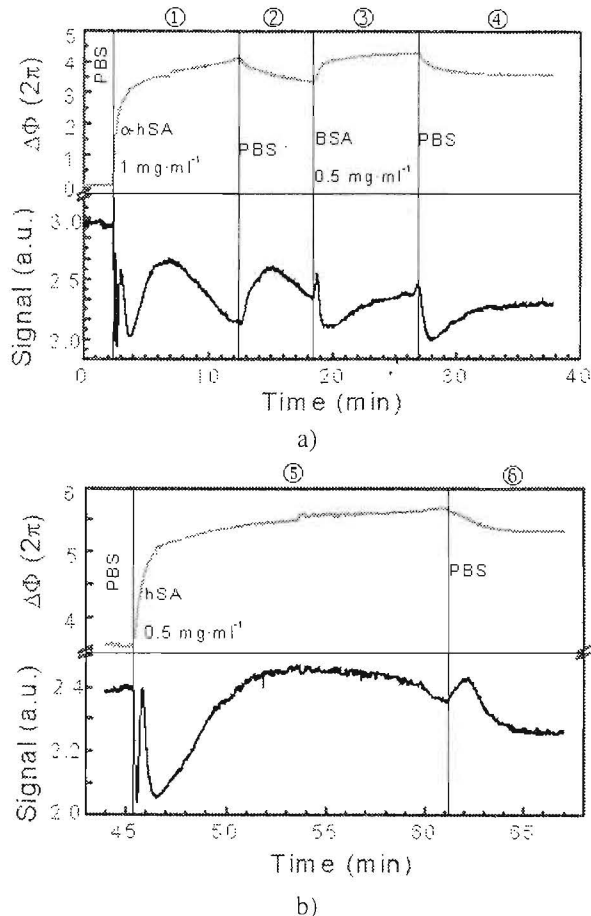 ① ② ③ ④
ΔΦ (2π)
5
4
3
2
1
0
PBS
α-hSA
1 mg·ml⁻¹
PBS
BSA
0.5 mg·ml⁻¹
PBS
Signal (a.u.)
3.0
2.5
2.0
0 10 20 30 40
Time (min)
a)
⑤ ⑥
ΔΦ (2π)
6
5
4
PBS
hSA
0.5 mg·ml⁻¹
PBS
Signal (a.u.)
2.4
2.2
2.0
45 50 55 60 65
Time (min)
b)